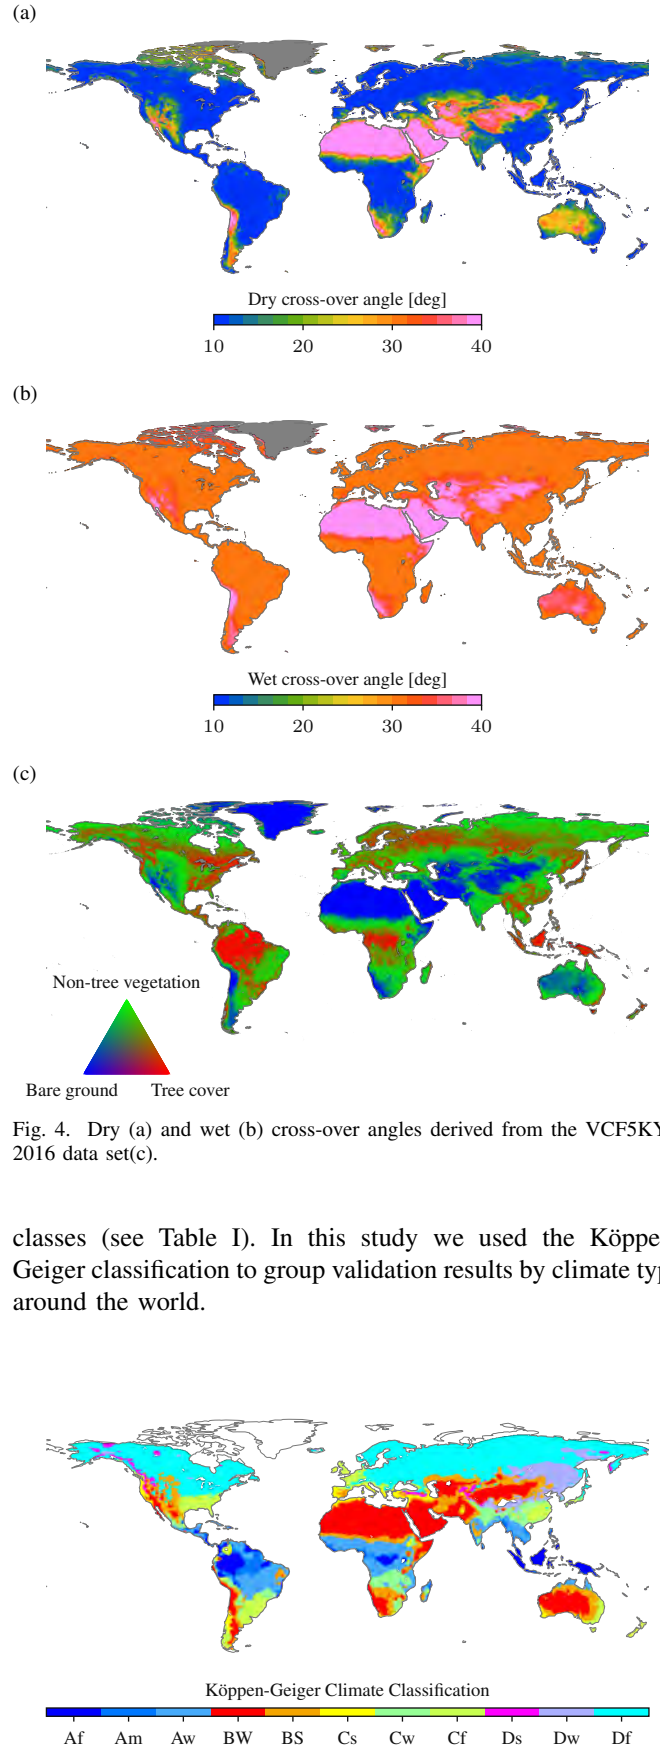 (a)
Dry cross-over angle [deg]
10 20 30 40
(b)
Wet cross-over angle [deg]
10 20 30 40
(c)
Non-tree vegetation
Bare ground Tree cover
Fig. 4. Dry (a) and wet (b) cross-over angles derived from the VCF5KY
2016 data set(c).
classes (see Table I). In this study we used the Köppe
Geiger classification to group validation results by climate typ
around the world.
Köppen-Geiger Climate Classification
Af Am Aw BW BS Cs Cw Cf Ds Dw Df